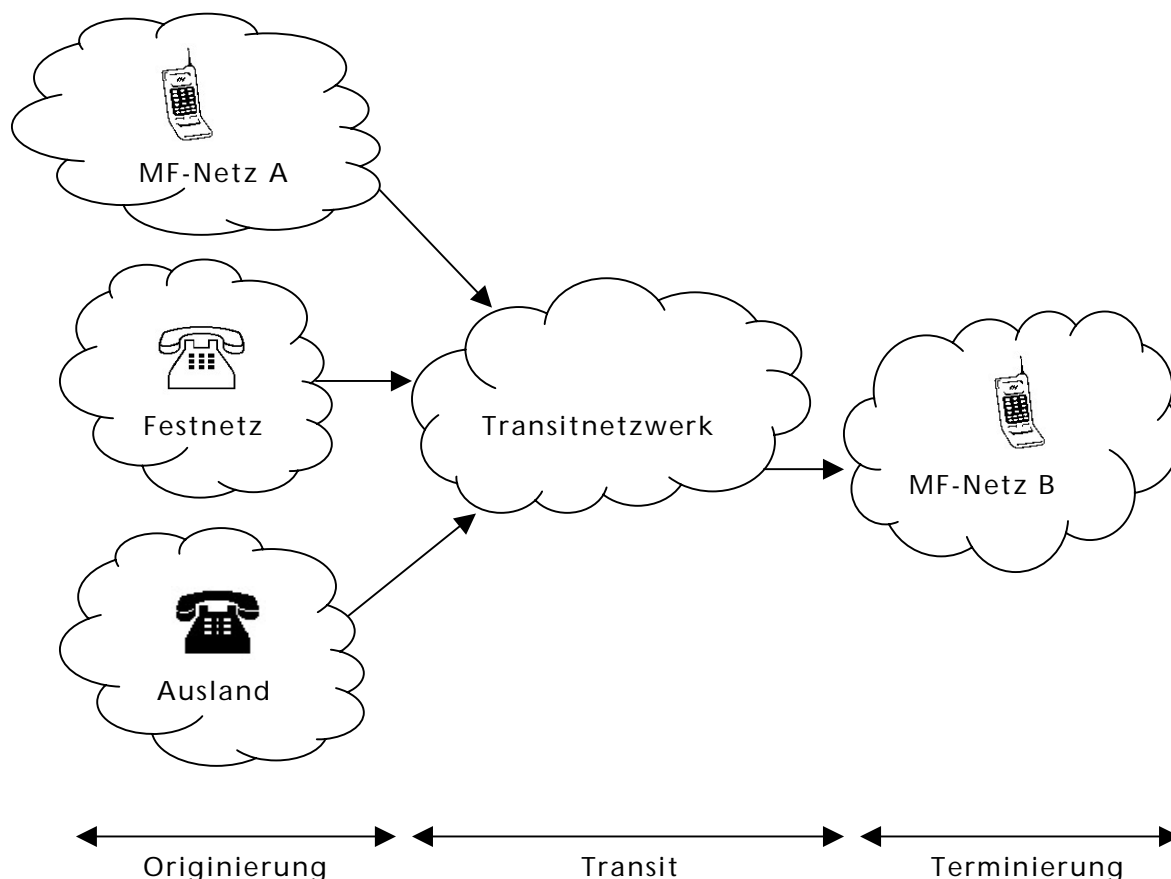 MF-Netz A
Festnetz
Transitnetzwerk
MF-Netz B
Ausland
Originierung
Transit
Terminierung